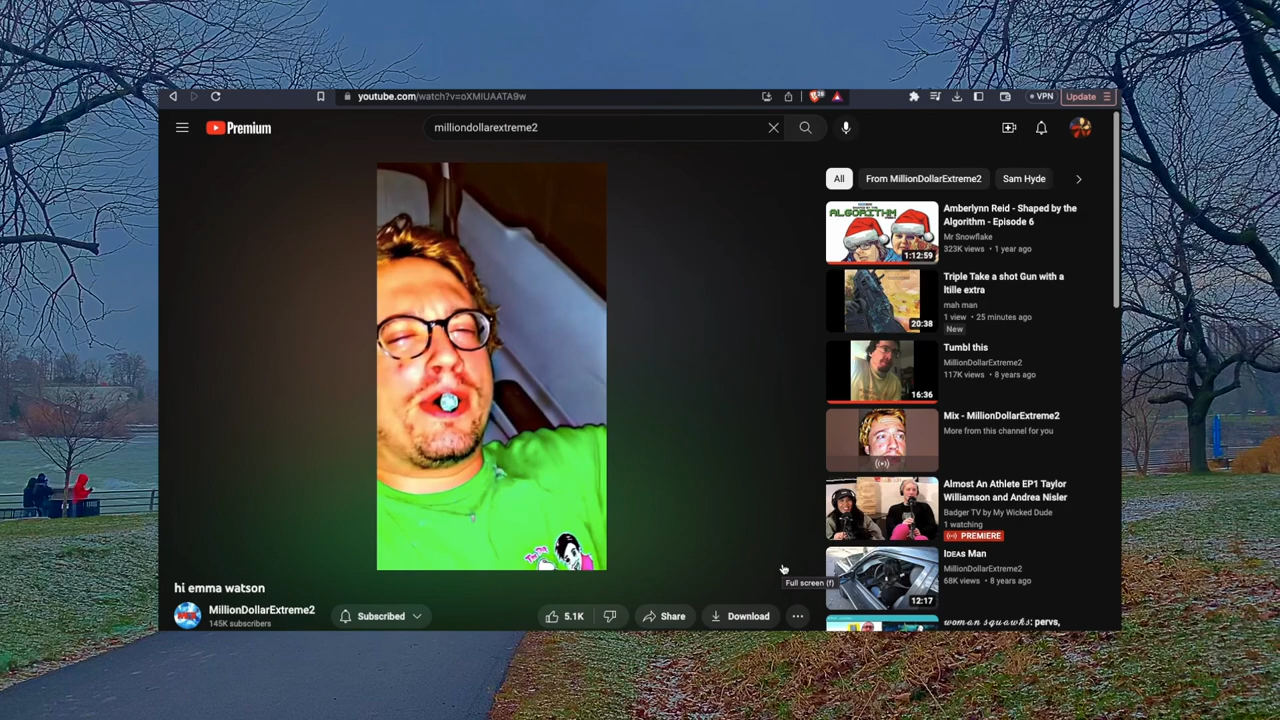 youtube.com/watch?v=oXMIUAATA9w
VPN
Update
Premium
milliondollarextreme2
All
From MillionDollarExtreme2
Sam Hyde
ALGORITHM
1:12:59
Amberlynn Reid - Shaped by the
Algorithm - Episode 6
Mr Snowflake
323K views • 1 year ago
20:38
Triple Take a shot Gun with a
ltille extra
mah man
1 view • 25 minutes ago
New
16:36
Tumbl this
MillionDollarExtreme2
117K views • 8 years ago
Mix - MillionDollarExtreme2
More from this channel for you
Almost An Athlete EP1 Taylor
Williamson and Andrea Nisler
Badger TV by My Wicked Dude
1 watching
PREMIERE
12:17
Ideas Man
MillionDollarExtreme2
68K views • 8 years ago
woman squawks: pervs,
Full screen (f)
hi emma watson
MillionDollarExtreme2
145K subscribers
Subscribed
5.1K
Share
Download